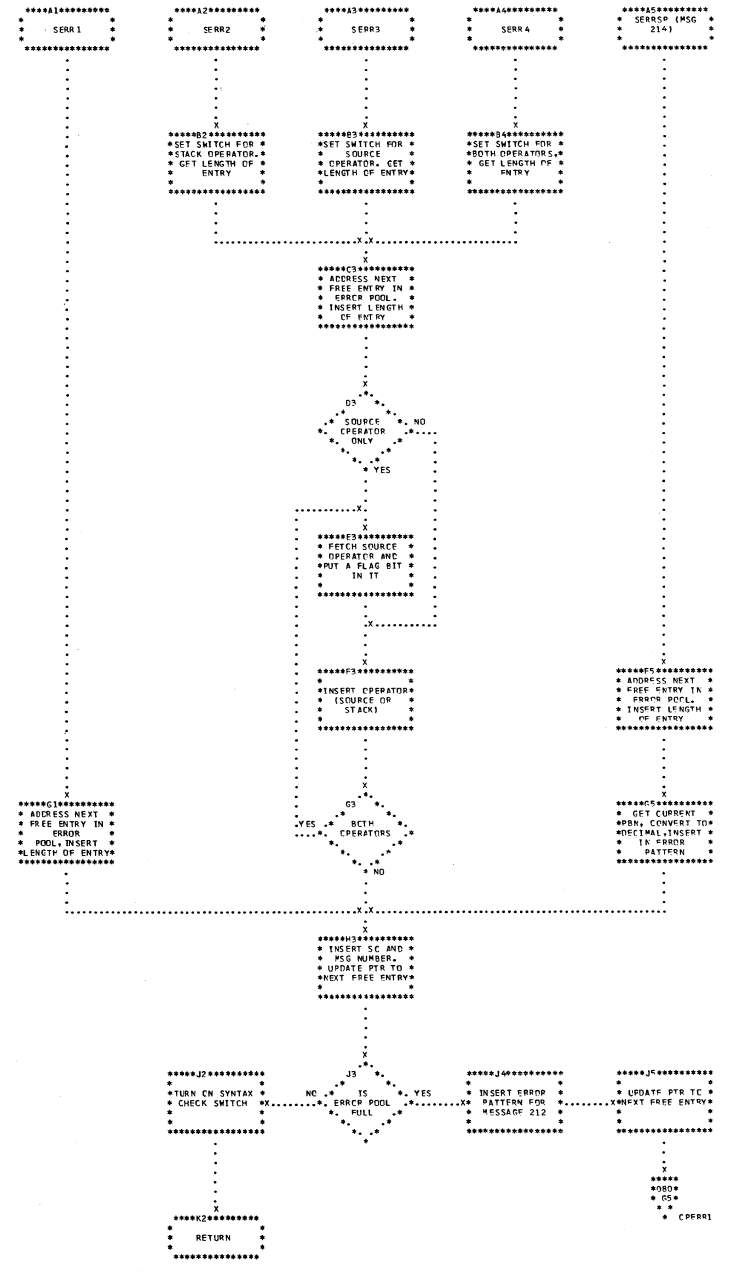 ****A1*********
* SERR1 *
****A2*********
* SERR2 *
****A3*********
* SERR3 *
****A4*********
* SERR4 *
****A5*********
* SERRSP (MSG *
* 214) *
*****B2**********
*SET SWITCH FOR *
*STACK OPERATOR.*
* GET LENGTH OF *
* ENTRY *
*****B3**********
*SET SWITCH FOR *
* SOURCE *
* OPERATOR. GET *
*LENGTH OF ENTRY*
*****B4**********
*SET SWITCH FOR *
*BOTH OPERATORS.*
* GET LENGTH OF *
* ENTRY *
*****C3**********
* ADDRESS NEXT *
* FREE ENTRY IN *
* ERROR POOL. *
* INSERT LENGTH *
* OF ENTRY *
D3
SOURCE
OPERATOR
ONLY
NO
YES
*****E3**********
* FETCH SOURCE *
* OPERATOR AND *
*PUT A FLAG BIT *
* IN IT *
*****F3**********
*INSERT OPERATOR*
* (SOURCE OR *
* STACK) *
*****F5**********
* ADDRESS NEXT *
* FREE ENTRY IN *
* ERROR POOL. *
* INSERT LENGTH *
* OF ENTRY *
*****G1**********
* ADDRESS NEXT *
* FREE ENTRY IN *
* ERROR *
* POOL,INSERT *
*LENGTH OF ENTRY*
G3
BOTH
OPERATORS
YES
NO
*****G5**********
* GET CURRENT *
*PBN, CONVERT TO*
*DECIMAL,INSERT *
* IN ERROR *
* PATTERN *
*****H3**********
* INSERT SC AND *
* MSG NUMBER. *
* UPDATE PTR TO *
*NEXT FREE ENTRY*
*****J2**********
*TURN ON SYNTAX *
* CHECK SWITCH *
J3
IS
ERROR POOL
FULL
NO
YES
*****J4**********
* INSERT ERROR *
* PATTERN FOR *
* MESSAGE 212 *
*****J5**********
* UPDATE PTR TO *
*NEXT FREE ENTRY*
*****
*080*
* G5*
* *
* CPERR1
****K2*********
* RETURN *